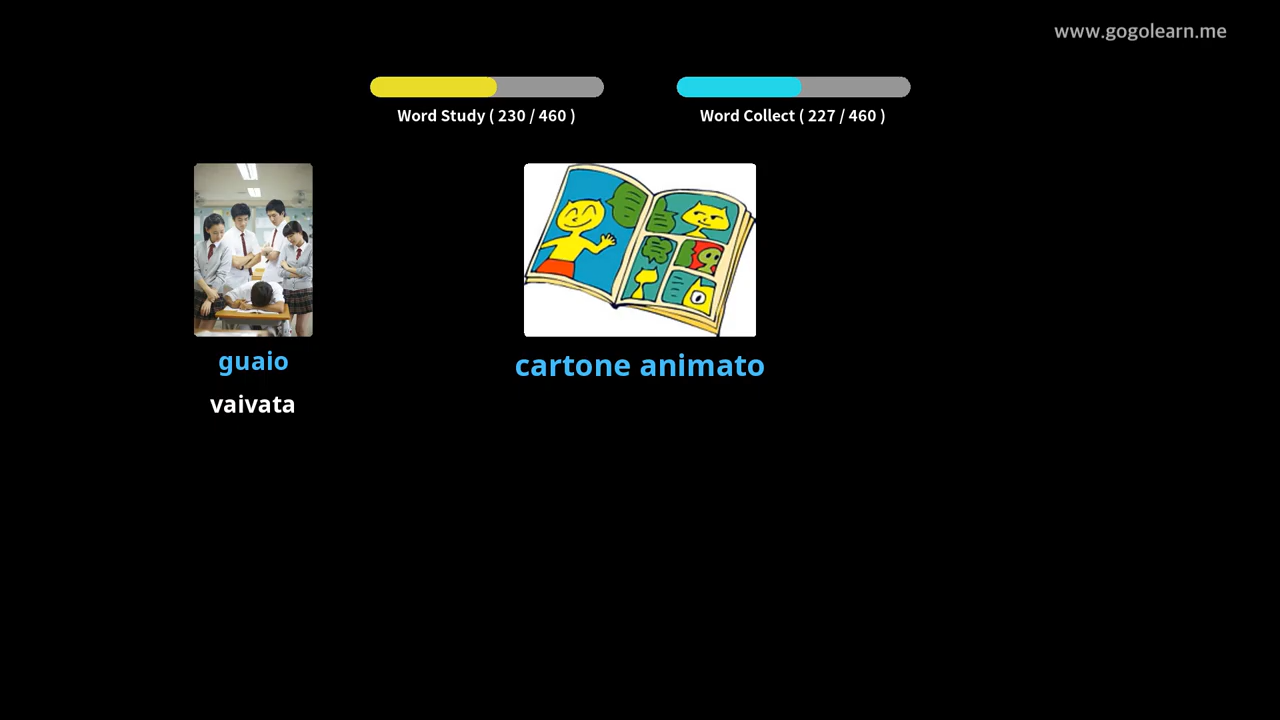 www.gogolearn.me
Word Study ( 230 / 460 )
Word Collect ( 227 / 460 )
guaio
cartone animato
vaivata